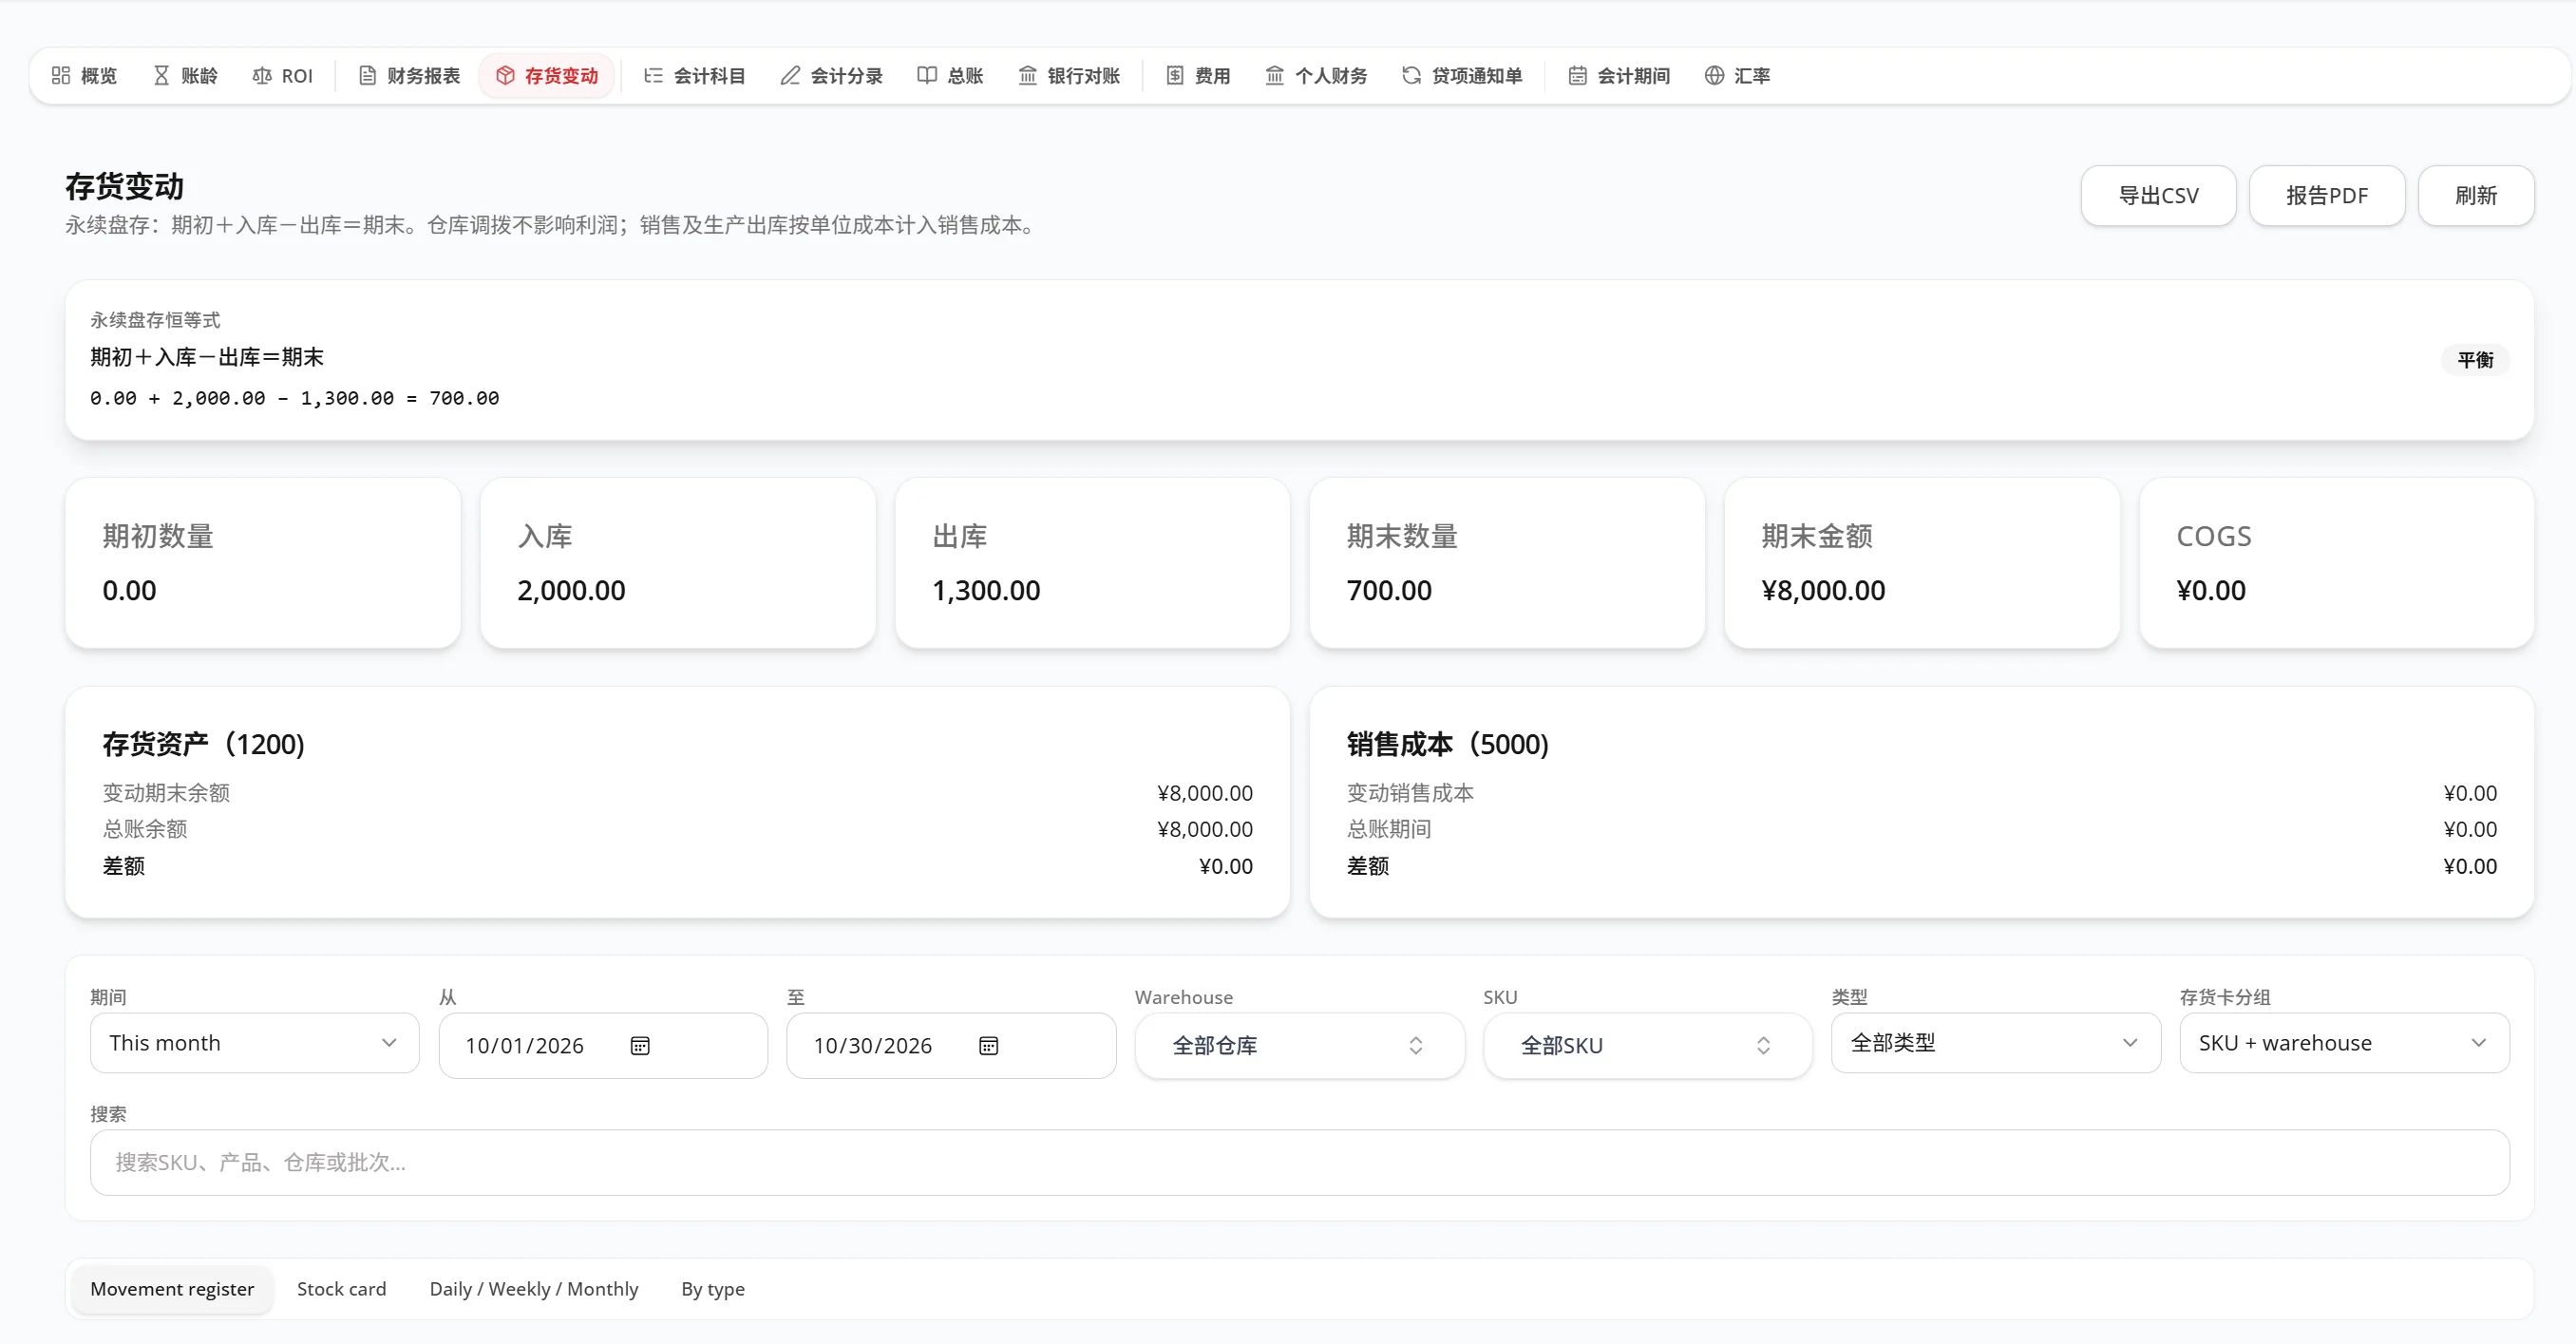 概览 账龄 ROI 财务报表 存货变动 会计科目 会计分录 总账 银行对账 费用 个人财务 贷项通知单 会计期间 汇率
存货变动
永续盘存：期初＋入库－出库＝期末。仓库调拨不影响利润；销售及生产出库按单位成本计入销售成本。
导出CSV 报告PDF 刷新
永续盘存恒等式
期初＋入库－出库＝期末
0.00 + 2,000.00 − 1,300.00 = 700.00
平衡
期初数量 入库 出库 期末数量 期末金额 COGS
0.00 2,000.00 1,300.00 700.00 ¥8,000.00 ¥0.00
存货资产（1200)
变动期末余额 ¥8,000.00
总账余额 ¥8,000.00
差额 ¥0.00
销售成本（5000)
变动销售成本 ¥0.00
总账期间 ¥0.00
差额 ¥0.00
期间 从 至 Warehouse SKU 类型 存货卡分组
This month 10/01/2026 10/30/2026 全部仓库 全部SKU 全部类型 SKU + warehouse
搜索
搜索SKU、产品、仓库或批次...
Movement register Stock card Daily / Weekly / Monthly By type